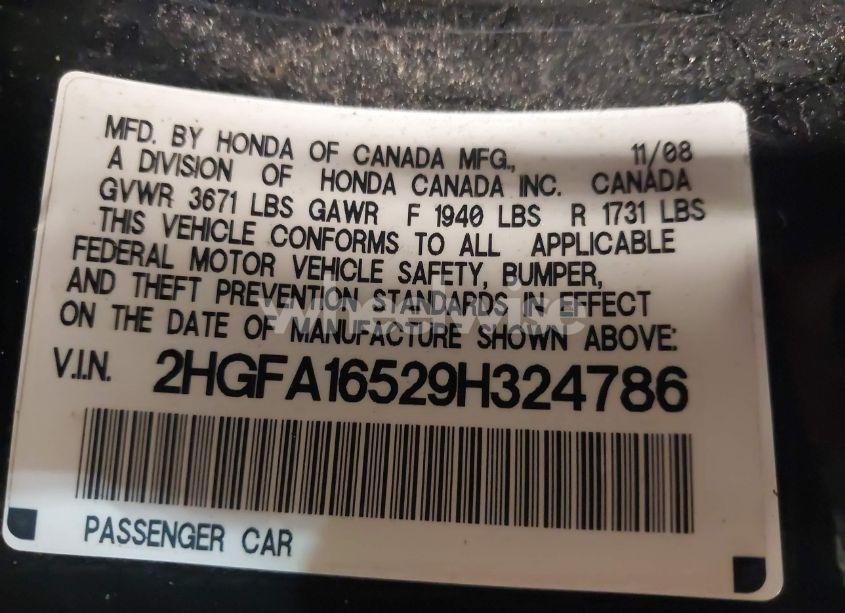 MFD. BY HONDA OF CANADA MFG., 11/08
A DIVISION OF HONDA CANADA INC. CANADA
GVWR 3671 LBS GAWR F 1940 LBS R 1731 LBS
THIS VEHICLE CONFORMS TO ALL APPLICABLE
FEDERAL MOTOR VEHICLE SAFETY, BUMPER,
AND THEFT PREVENTION STANDARDS IN EFFECT
ON THE DATE OF MANUFACTURE SHOWN ABOVE:
V.I.N. 2HGFA16529H324786
PASSENGER CAR